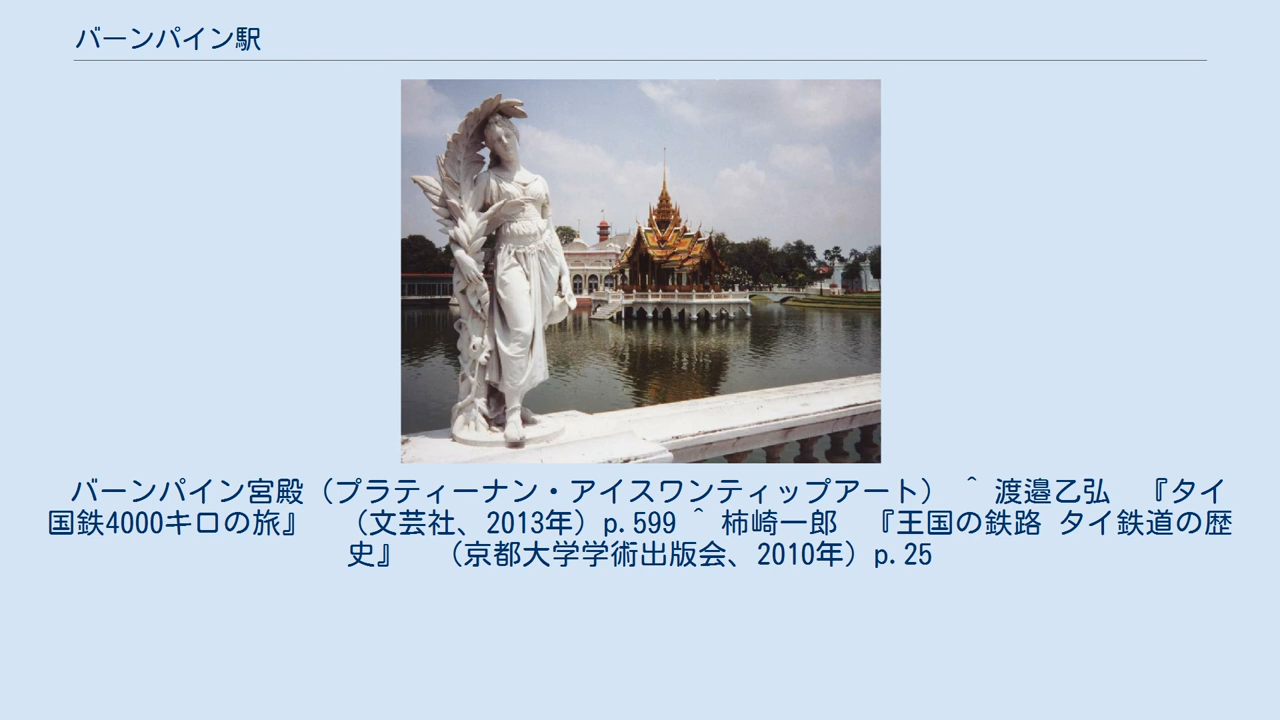 バーンパイン駅
バーンパイン宮殿（プラティーナン・アイスワンティップアート） ^ 渡邉乙弘　『タイ
国鉄4000キロの旅』　（文芸社、2013年）p.599 ^ 柿崎一郎　『王国の鉄路 タイ鉄道の歴
史』　（京都大学学術出版会、2010年）p.25